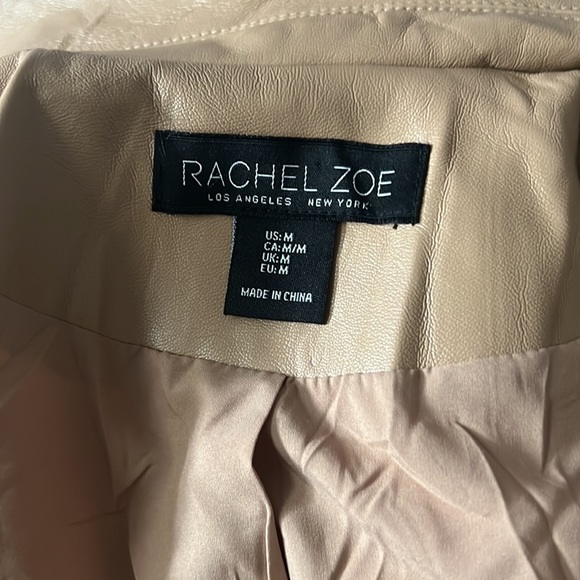 RACHEL ZOE
LOS ANGELES NEW YORK
US: M
CA: M/M
UK: M
EU: M
MADE IN CHINA